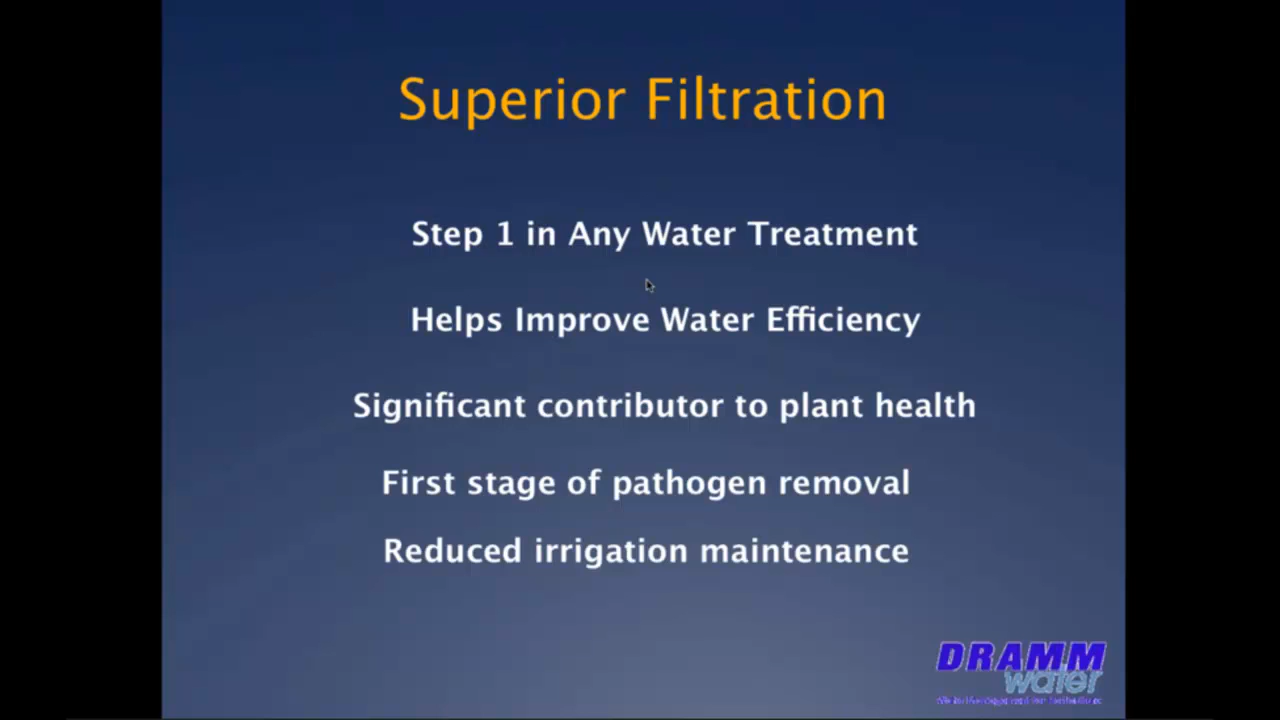 Superior Filtration
Step 1 in Any Water Treatment
Helps Improve Water Efficiency
Significant contributor to plant health
First stage of pathogen removal
Reduced irrigation maintenance
DRAMM
water